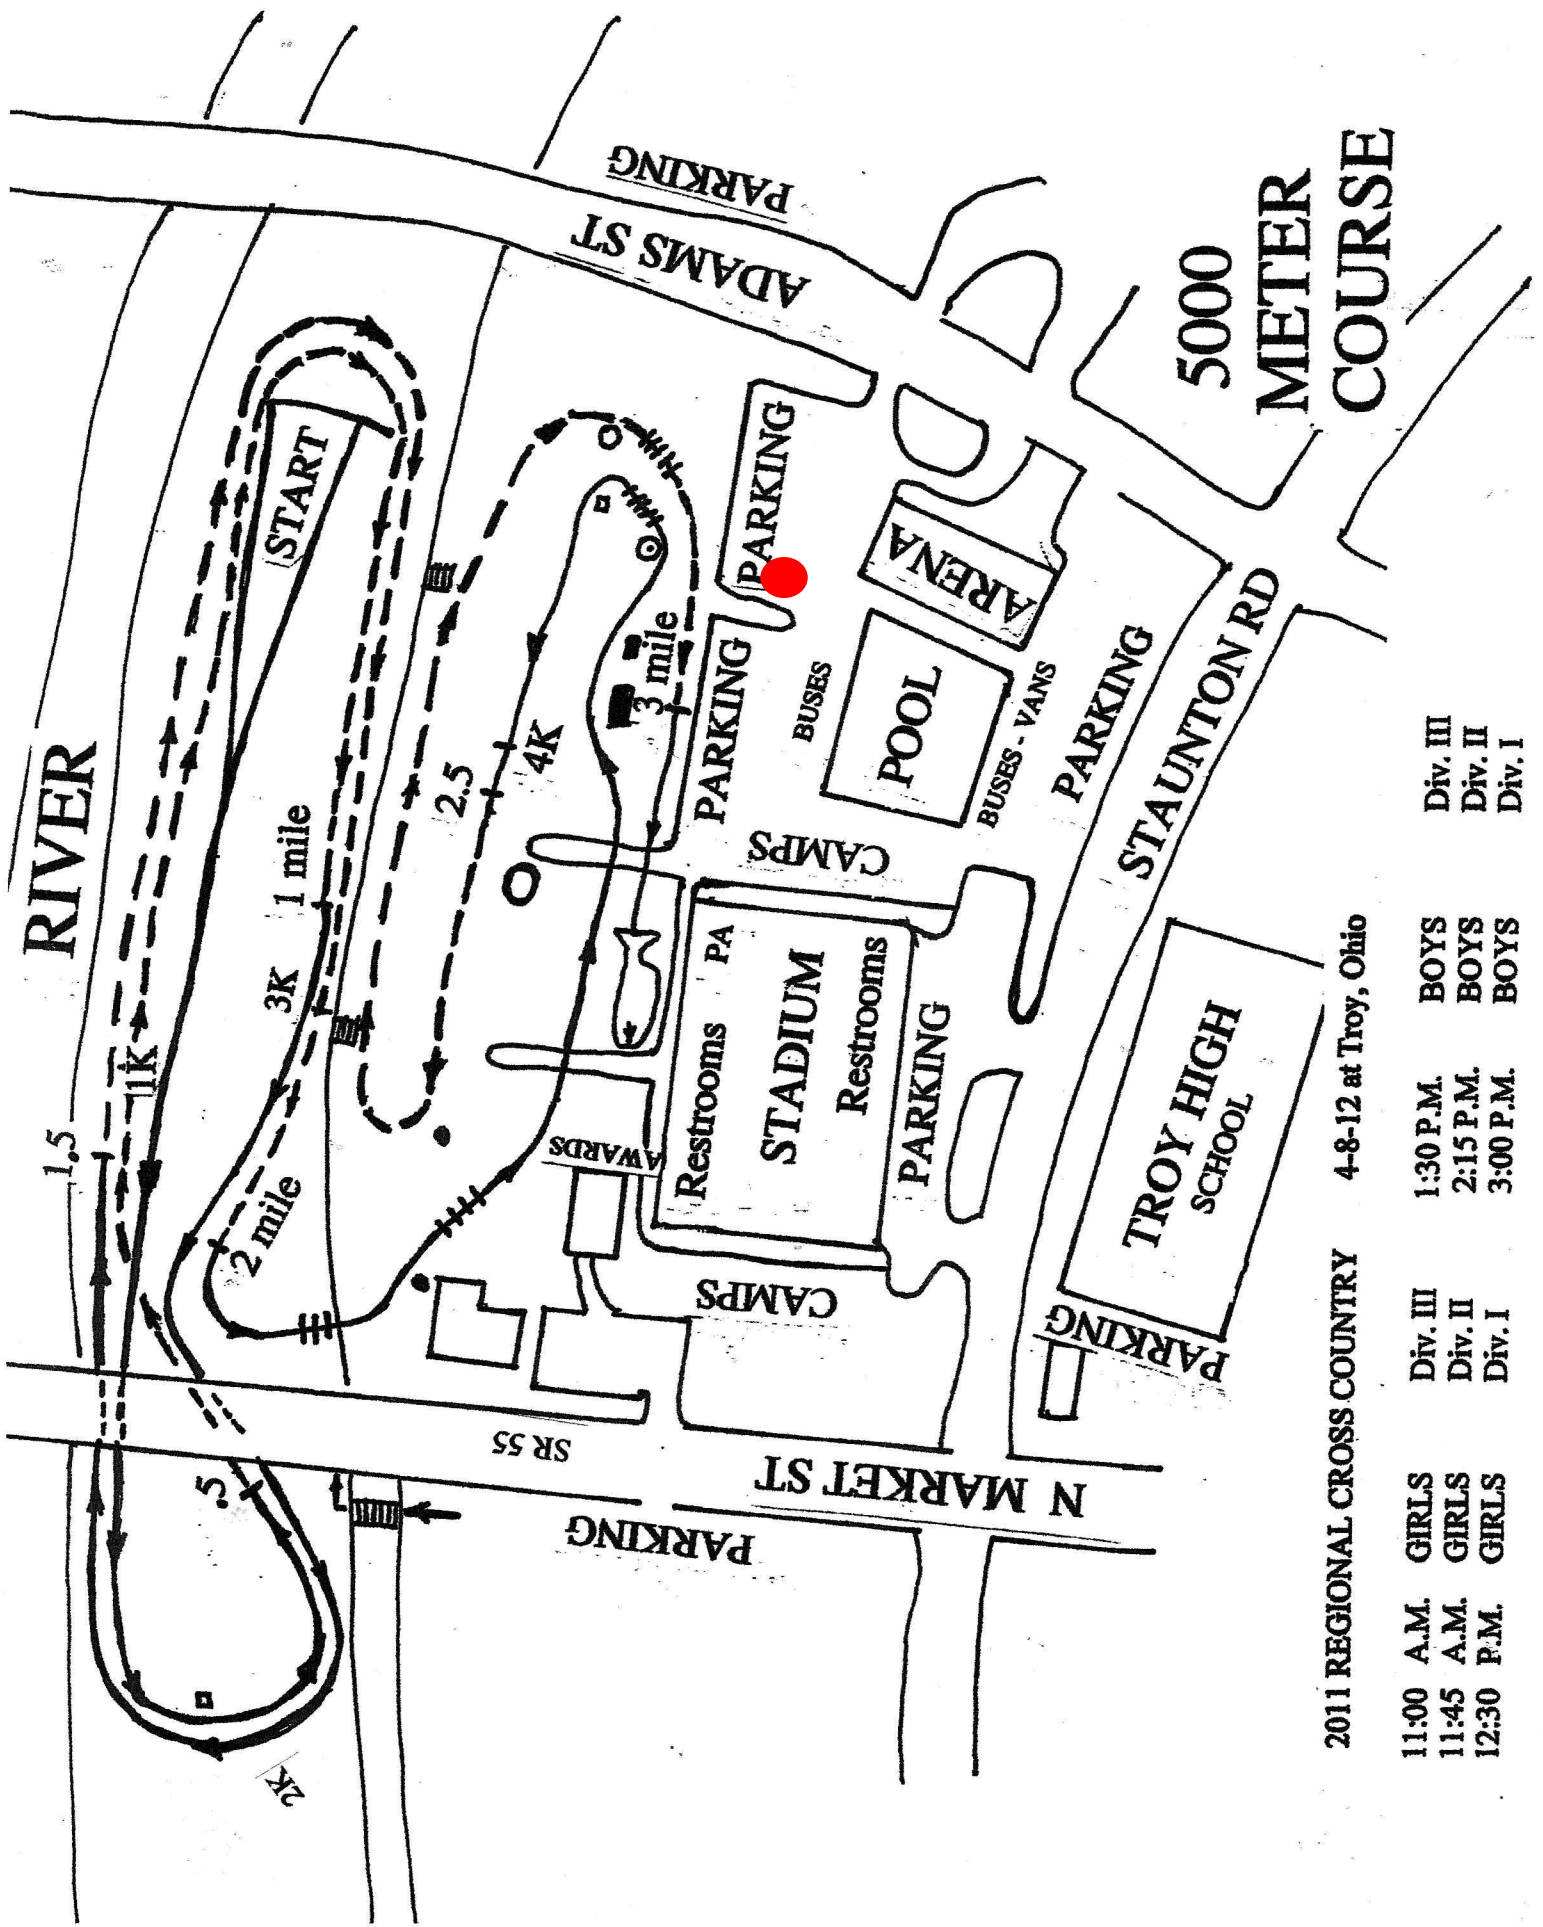 RIVER
START
1 mile
3K
1K
1.5
2 mile
.5
2K
2.5
4K
3 mile
PARKING
ADAMS ST
PARKING
PARKING
BUSES
ARENA
POOL
BUSES - VANS
PARKING
STAUNTON RD
CAMPS
PA
Restrooms
STADIUM
Restrooms
PARKING
AWARDS
CAMPS
SR 55
N MARKET ST
PARKING
TROY HIGH
SCHOOL
PARKING
5000
METER
COURSE
2011 REGIONAL CROSS COUNTRY 4-8-12 at Troy, Ohio
11:00 A.M. GIRLS Div. III 1:30 P.M. BOYS Div. III
11:45 A.M. GIRLS Div. II 2:15 P.M. BOYS Div. II
12:30 P.M. GIRLS Div. I 3:00 P.M. BOYS Div. I